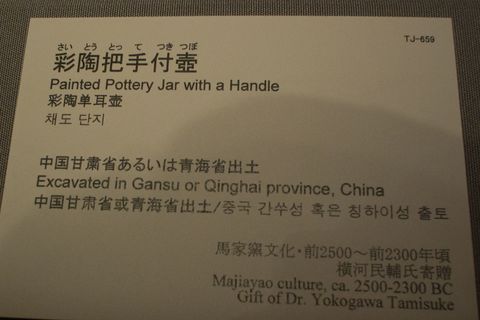 TJ-659
さい とう とっ て つき つぼ
彩陶把手付壺
Painted Pottery Jar with a Handle
彩陶单耳壶
채도 단지
中国甘粛省あるいは青海省出土
Excavated in Gansu or Qinghai province, China
中国甘肃省或青海省出土/중국 간쑤성 혹은 칭하이성 출토
馬家窯文化・前2500～前2300年頃
横河民輔氏寄贈
Majiayao culture, ca. 2500-2300 BC
Gift of Dr. Yokogawa Tamisuke